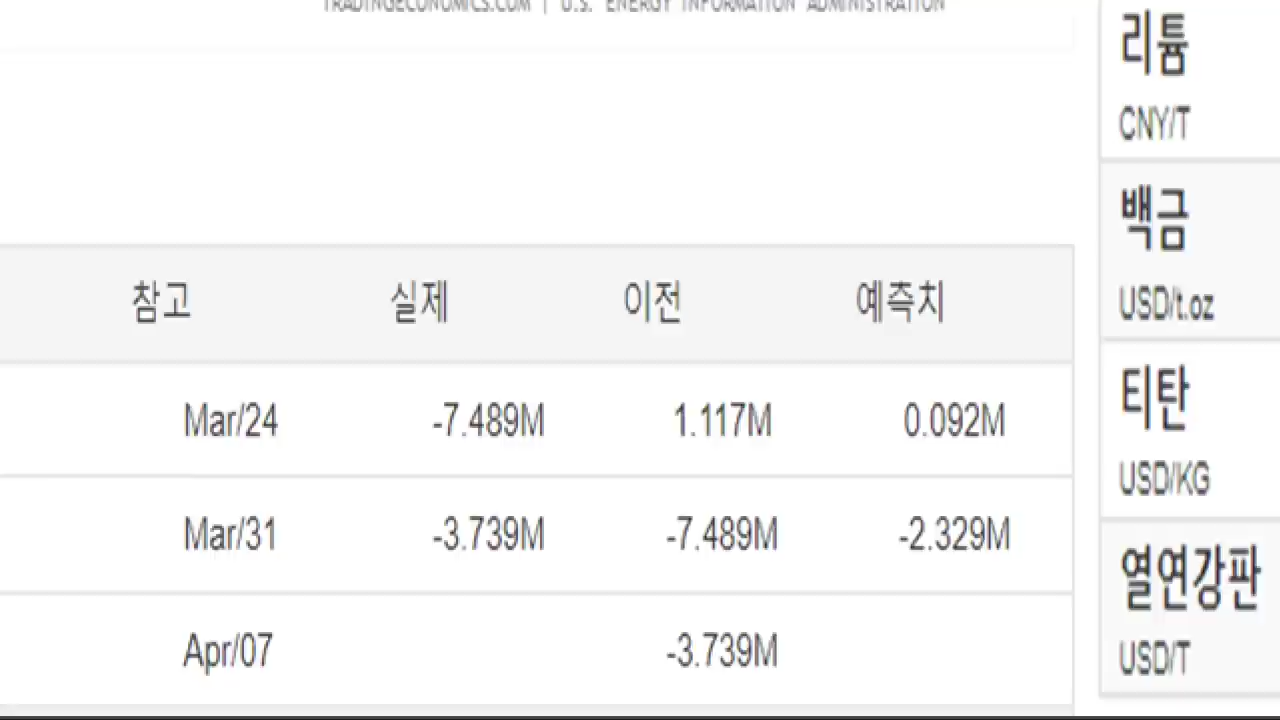 TRADINGECONOMICS.COM | U.S. ENERGY INFORMATION ADMINISTRATION
참고 실제 이전 예측치
Mar/24 -7.489M 1.117M 0.092M
Mar/31 -3.739M -7.489M -2.329M
Apr/07 -3.739M
리튬
CNY/T
백금
USD/t.oz
티탄
USD/KG
열연강판
USD/T